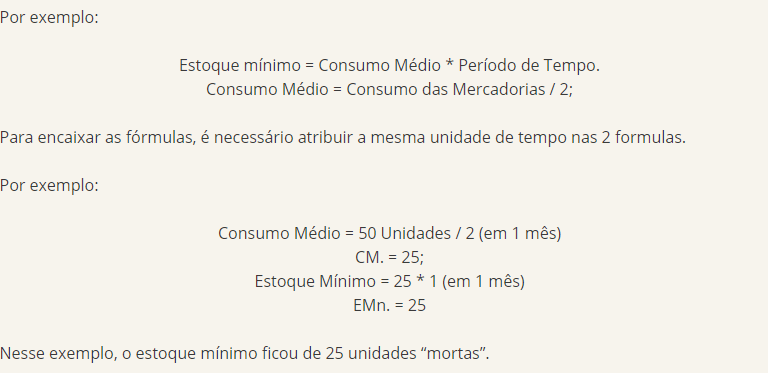 Por exemplo:
Estoque mínimo = Consumo Médio * Período de Tempo.
Consumo Médio = Consumo das Mercadorias / 2;
Para encaixar as fórmulas, é necessário atribuir a mesma unidade de tempo nas 2 formulas.
Por exemplo:
Consumo Médio = 50 Unidades / 2 (em 1 mês)
CM. = 25;
Estoque Mínimo = 25 * 1 (em 1 mês)
EMn. = 25
Nesse exemplo, o estoque mínimo ficou de 25 unidades “mortas”.